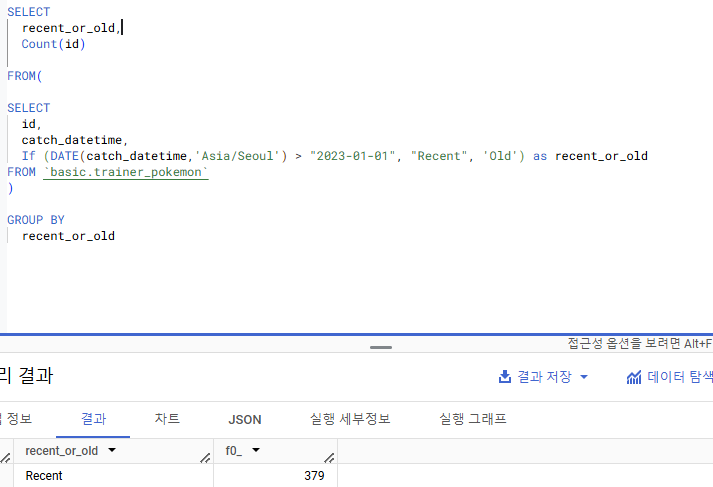 SELECT
recent_or_old,
Count(id)
FROM(
SELECT
id,
catch_datetime,
If (DATE(catch_datetime,'Asia/Seoul') > "2023-01-01", "Recent", 'Old') as recent_or_old
FROM `basic.trainer_pokemon`
)
GROUP BY
recent_or_old
접근성 옵션을 보려면 Alt+F
리 결과
결과 저장
데이터 탐색
정보
결과
차트
JSON
실행 세부정보
실행 그래프
recent_or_old
f0_
Recent
379